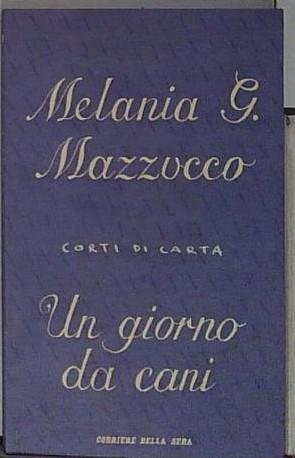 Melania G.
Mazzucco
CORTI DI CARTA
Un giorno
da cani
CORRIERE DELLA SERA